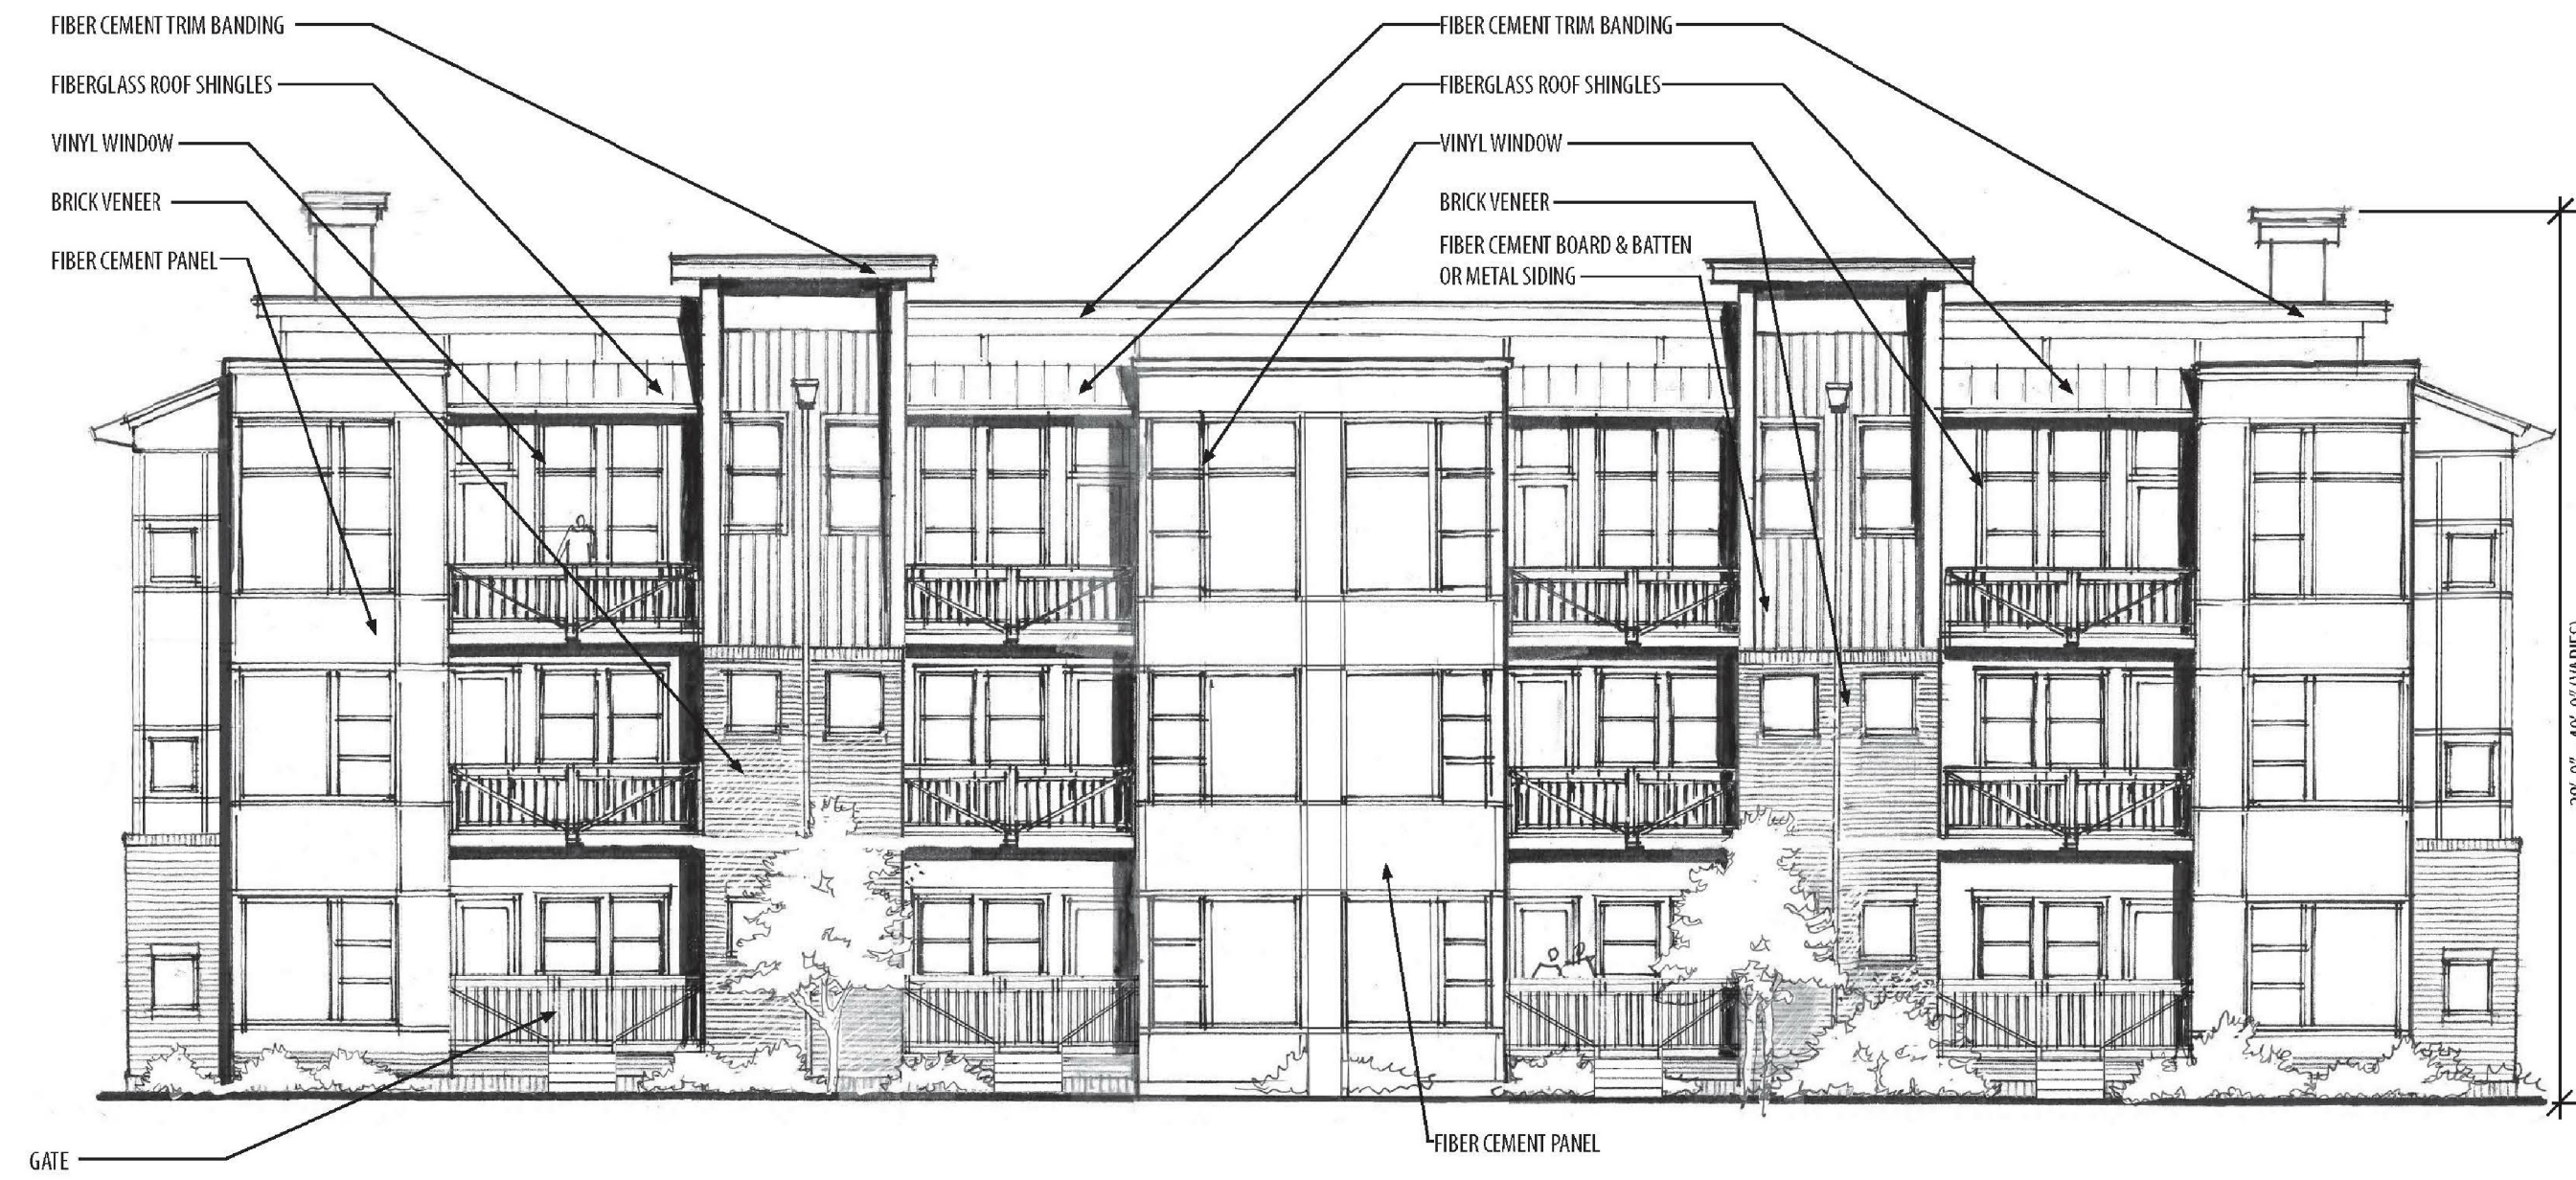 FIBER CEMENT TRIM BANDING
FIBERGLASS ROOF SHINGLES
VINYL WINDOW
BRICK VENEER
FIBER CEMENT PANEL
GATE
FIBER CEMENT TRIM BANDING
FIBERGLASS ROOF SHINGLES
VINYL WINDOW
BRICK VENEER
FIBER CEMENT BOARD & BATTEN
OR METAL SIDING
FIBER CEMENT PANEL